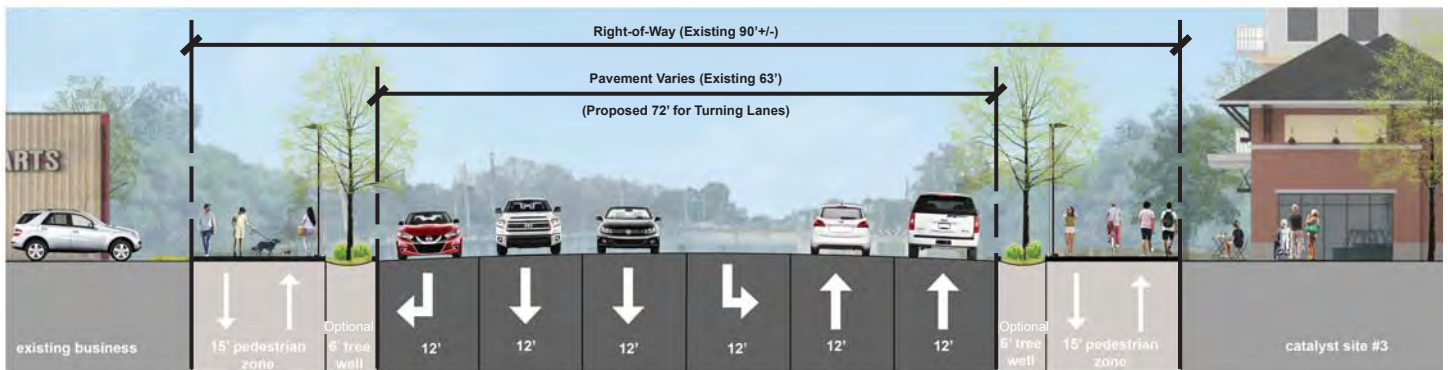 Right-of-Way (Existing 90'+/-)
Pavement Varies (Existing 63')
(Proposed 72' for Turning Lanes)
ARTS
existing business
15' pedestrian
zone
Optional
6' tree
well
12'
12'
12'
12'
12'
12'
Optional
6' tree
well
15' pedestrian
zone
catalyst site #3